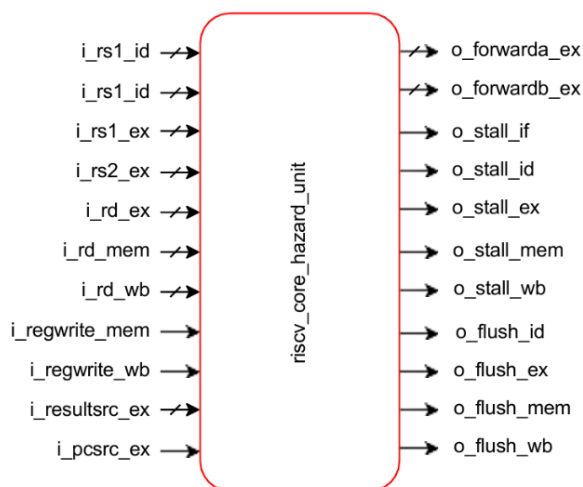 i_rs1_id
i_rs1_id
i_rs1_ex
i_rs2_ex
i_rd_ex
i_rd_mem
i_rd_wb
i_regwrite_mem
i_regwrite_wb
i_resultsrc_ex
i_pcsrc_ex
riscv_core_hazard_unit
o_forwarda_ex
o_forwardb_ex
o_stall_if
o_stall_id
o_stall_ex
o_stall_mem
o_stall_wb
o_flush_id
o_flush_ex
o_flush_mem
o_flush_wb